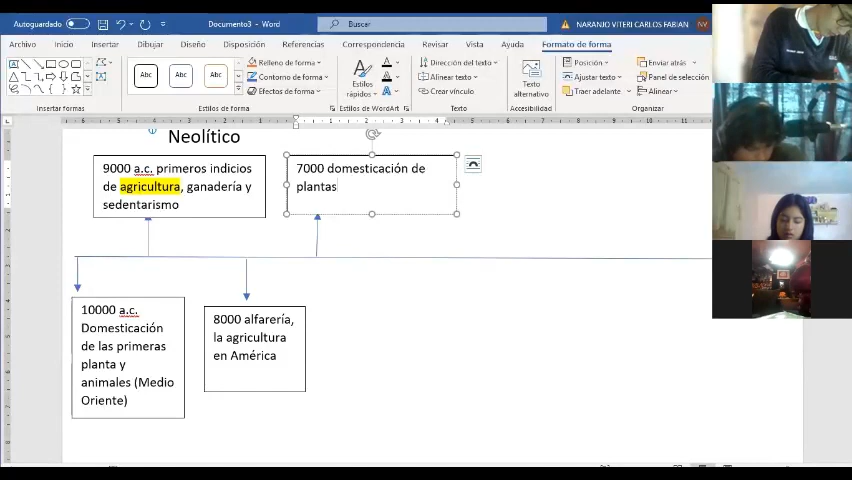 Autoguardado
Documento3 - Word
Buscar
NARANJO VITERI CARLOS FABIAN
NV
Archivo
Inicio
Insertar
Dibujar
Diseño
Disposición
Referencias
Correspondencia
Revisar
Vista
Ayuda
Formato de forma
Abc
Abc
Abc
Relleno de forma
Contorno de forma
Efectos de forma
Estilos
rápidos
Dirección del texto
Alinear texto
Crear vínculo
Texto
alternativo
Posición
Ajustar texto
Traer adelante
Enviar atrás
Panel de selección
Alinear
Insertar formas
Estilos de forma
Estilos de WordArt
Texto
Accesibilidad
Organizar
Neolítico
9000 a.c. primeros indicios
de agricultura, ganadería y
sedentarismo
7000 domesticación de
plantas
10000 a.c.
Domesticación
de las primeras
planta y
animales (Medio
Oriente)
8000 alfarería,
la agricultura
en América